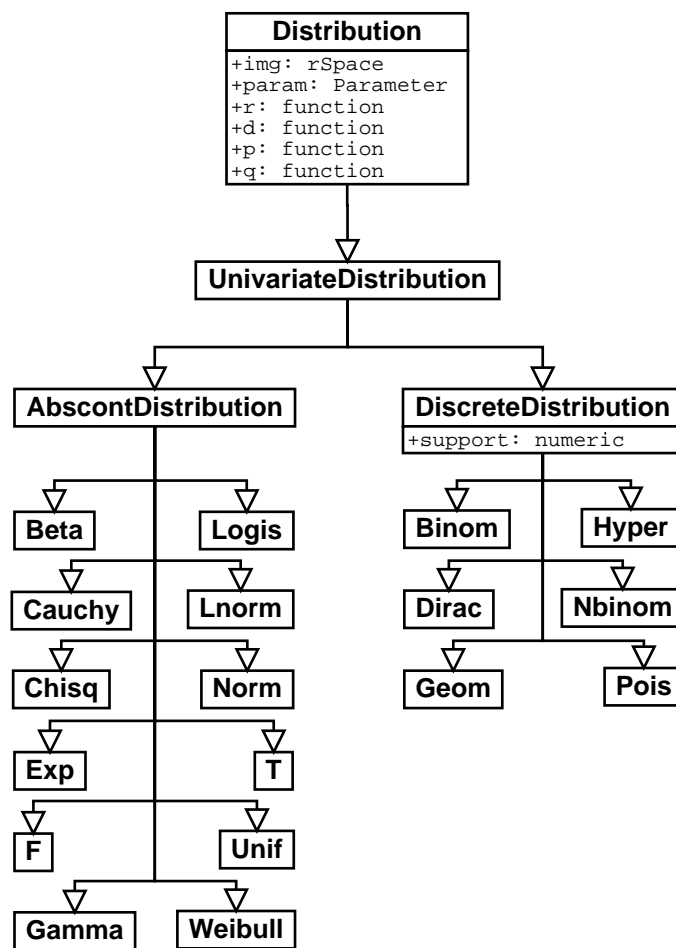 Distribution
+img: rSpace
+param: Parameter
+r: function
+d: function
+p: function
+q: function
UnivariateDistribution
AbscontDistribution
DiscreteDistribution
+support: numeric
Beta
Logis
Binom
Hyper
Cauchy
Lnorm
Dirac
Nbinom
Chisq
Norm
Geom
Pois
Exp
T
F
Unif
Gamma
Weibull